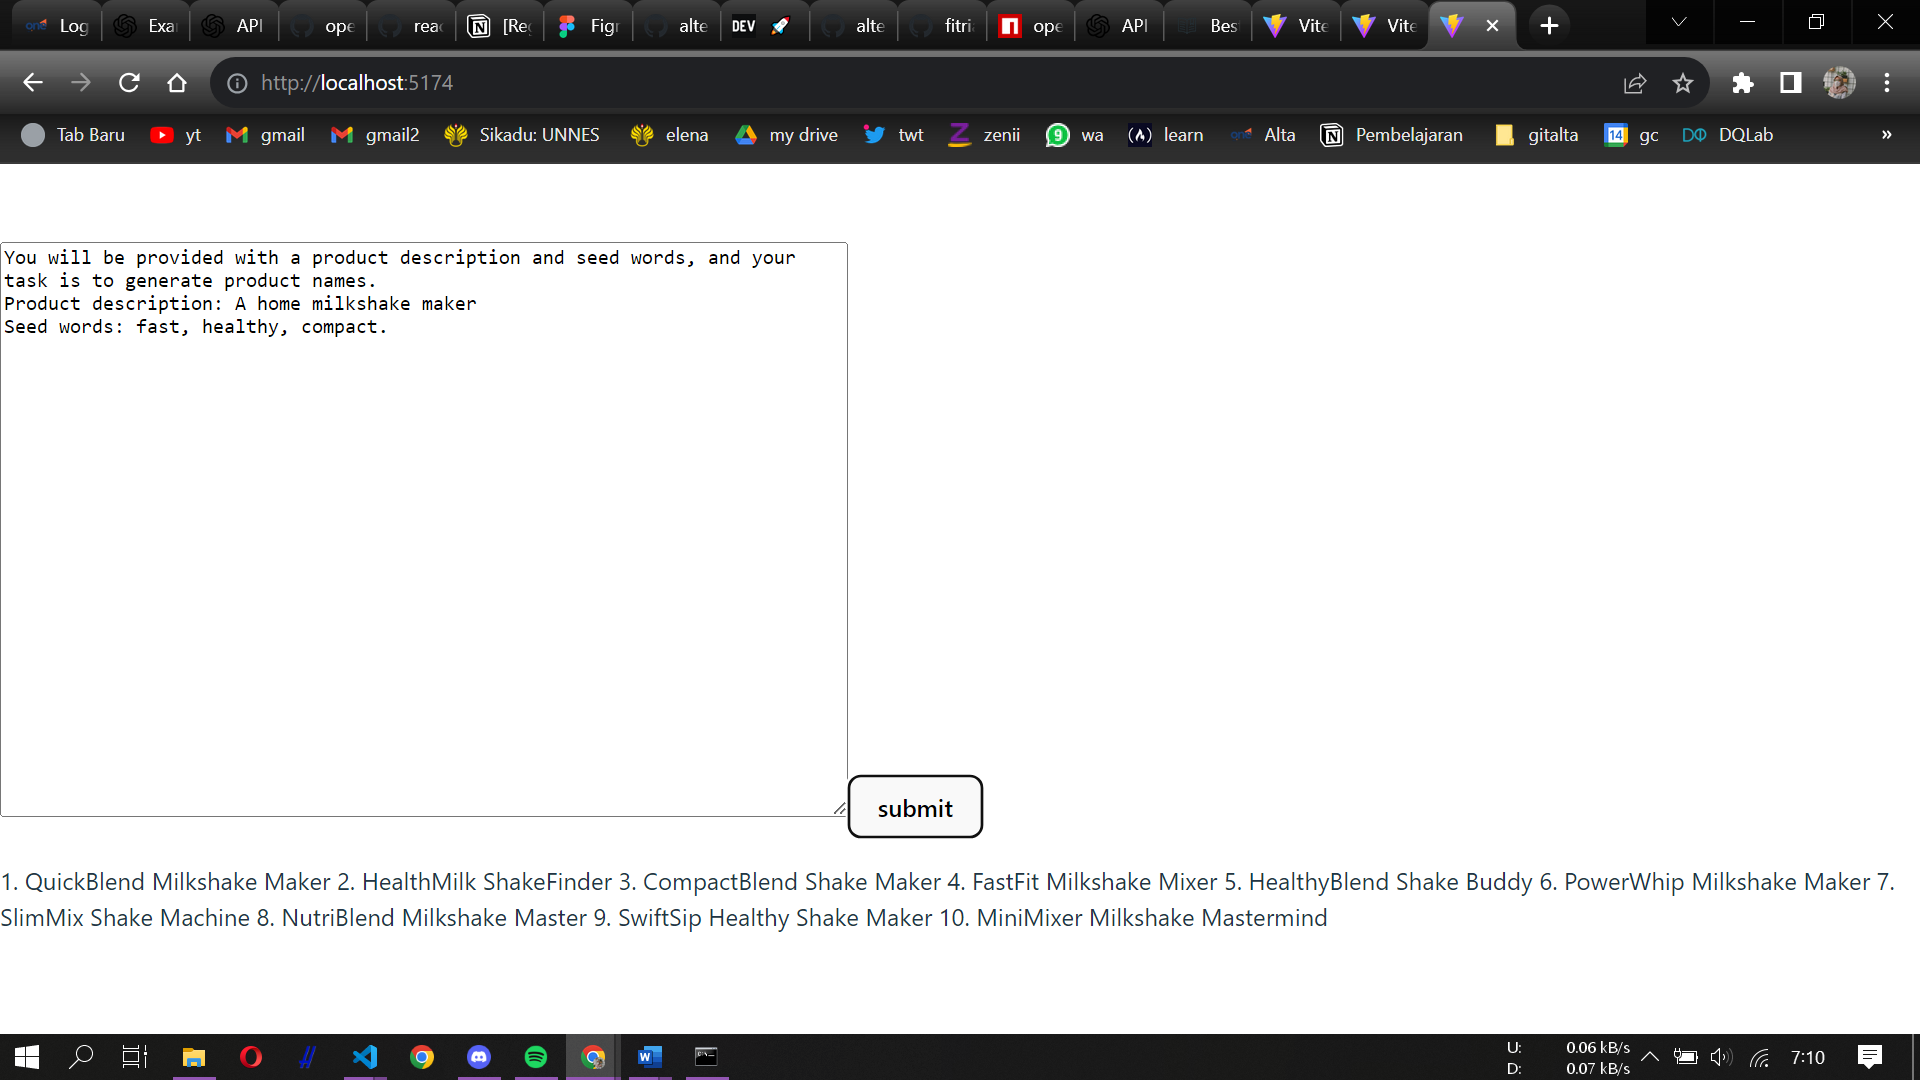 Log Exa API ope reac [Re Figr alte DEV alte fitri ope API Bes Vite Vite
http://localhost:5174
Tab Baru yt gmail gmail2 Sikadu: UNNES elena my drive twt zenii 9 wa learn Alta Pembelajaran gitalta 14 gc DQLab »
You will be provided with a product description and seed words, and your
task is to generate product names.
Product description: A home milkshake maker
Seed words: fast, healthy, compact.
submit
1. QuickBlend Milkshake Maker 2. HealthMilk ShakeFinder 3. CompactBlend Shake Maker 4. FastFit Milkshake Mixer 5. HealthyBlend Shake Buddy 6. PowerWhip Milkshake Maker 7.
SlimMix Shake Machine 8. NutriBlend Milkshake Master 9. SwiftSip Healthy Shake Maker 10. MiniMixer Milkshake Mastermind
U: 0.06 kB/s
D: 0.07 kB/s
7:10